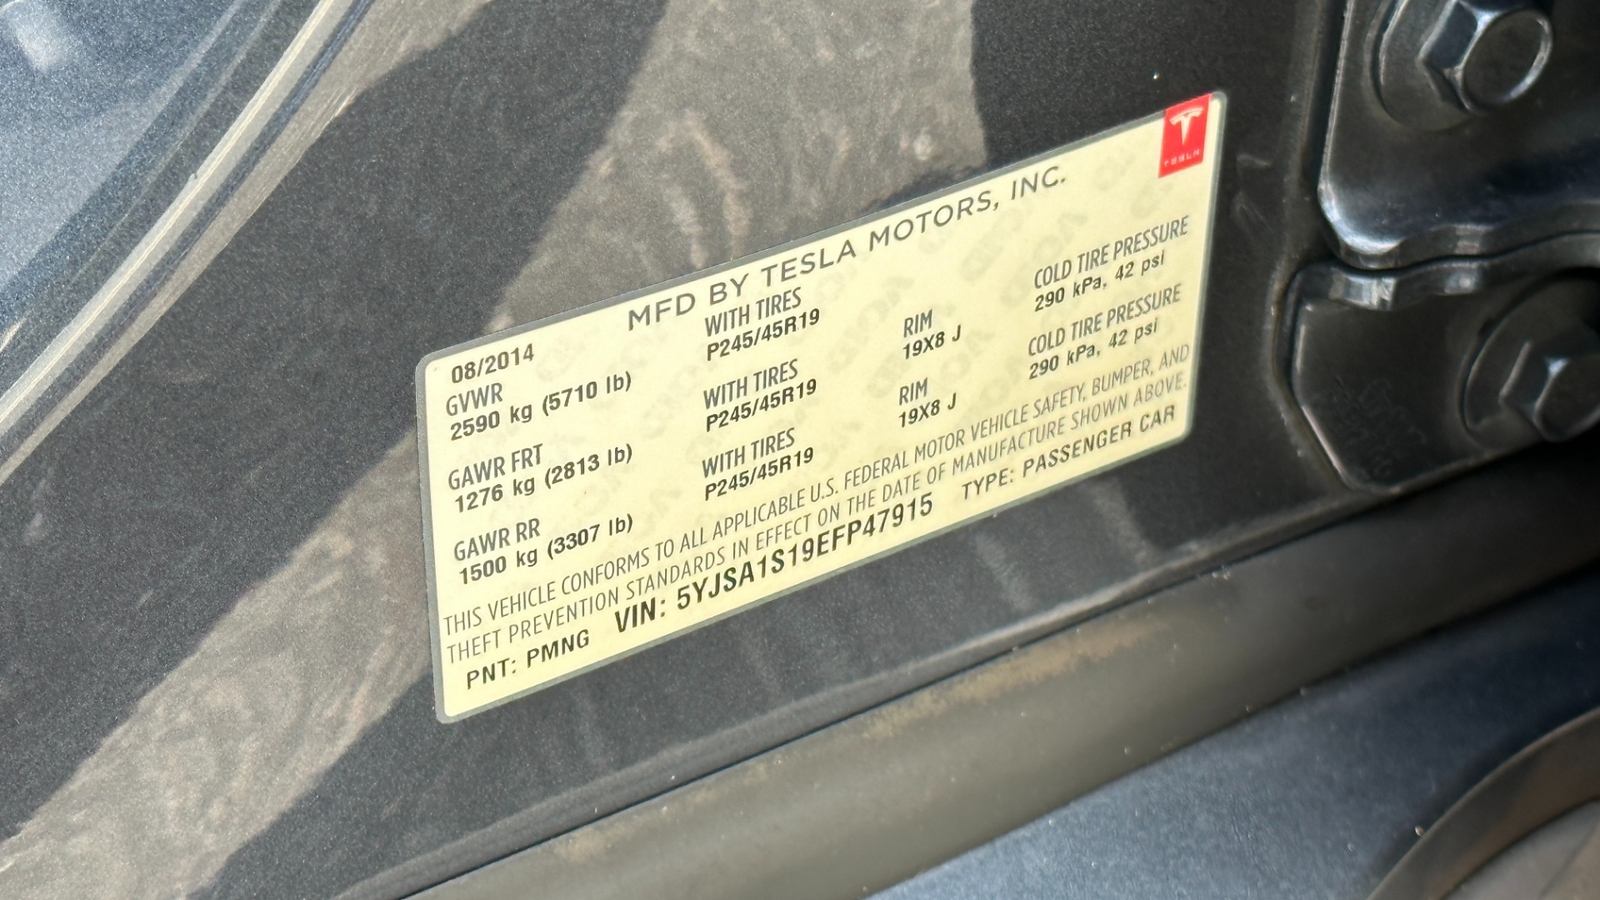 TESLA
MFD BY TESLA MOTORS, INC.
08/2014
GVWR
2590 kg (5710 lb)
WITH TIRES
P245/45R19
RIM
19X8 J
COLD TIRE PRESSURE
290 kPa, 42 psi
GAWR FRT
1276 kg (2813 lb)
WITH TIRES
P245/45R19
RIM
19X8 J
COLD TIRE PRESSURE
290 kPa, 42 psi
GAWR RR
1500 kg (3307 lb)
WITH TIRES
P245/45R19
THIS VEHICLE CONFORMS TO ALL APPLICABLE U.S. FEDERAL MOTOR VEHICLE SAFETY, BUMPER, AND
THEFT PREVENTION STANDARDS IN EFFECT ON THE DATE OF MANUFACTURE SHOWN ABOVE.
PNT: PMNG VIN: 5YJSA1S19EFP47915 TYPE: PASSENGER CAR